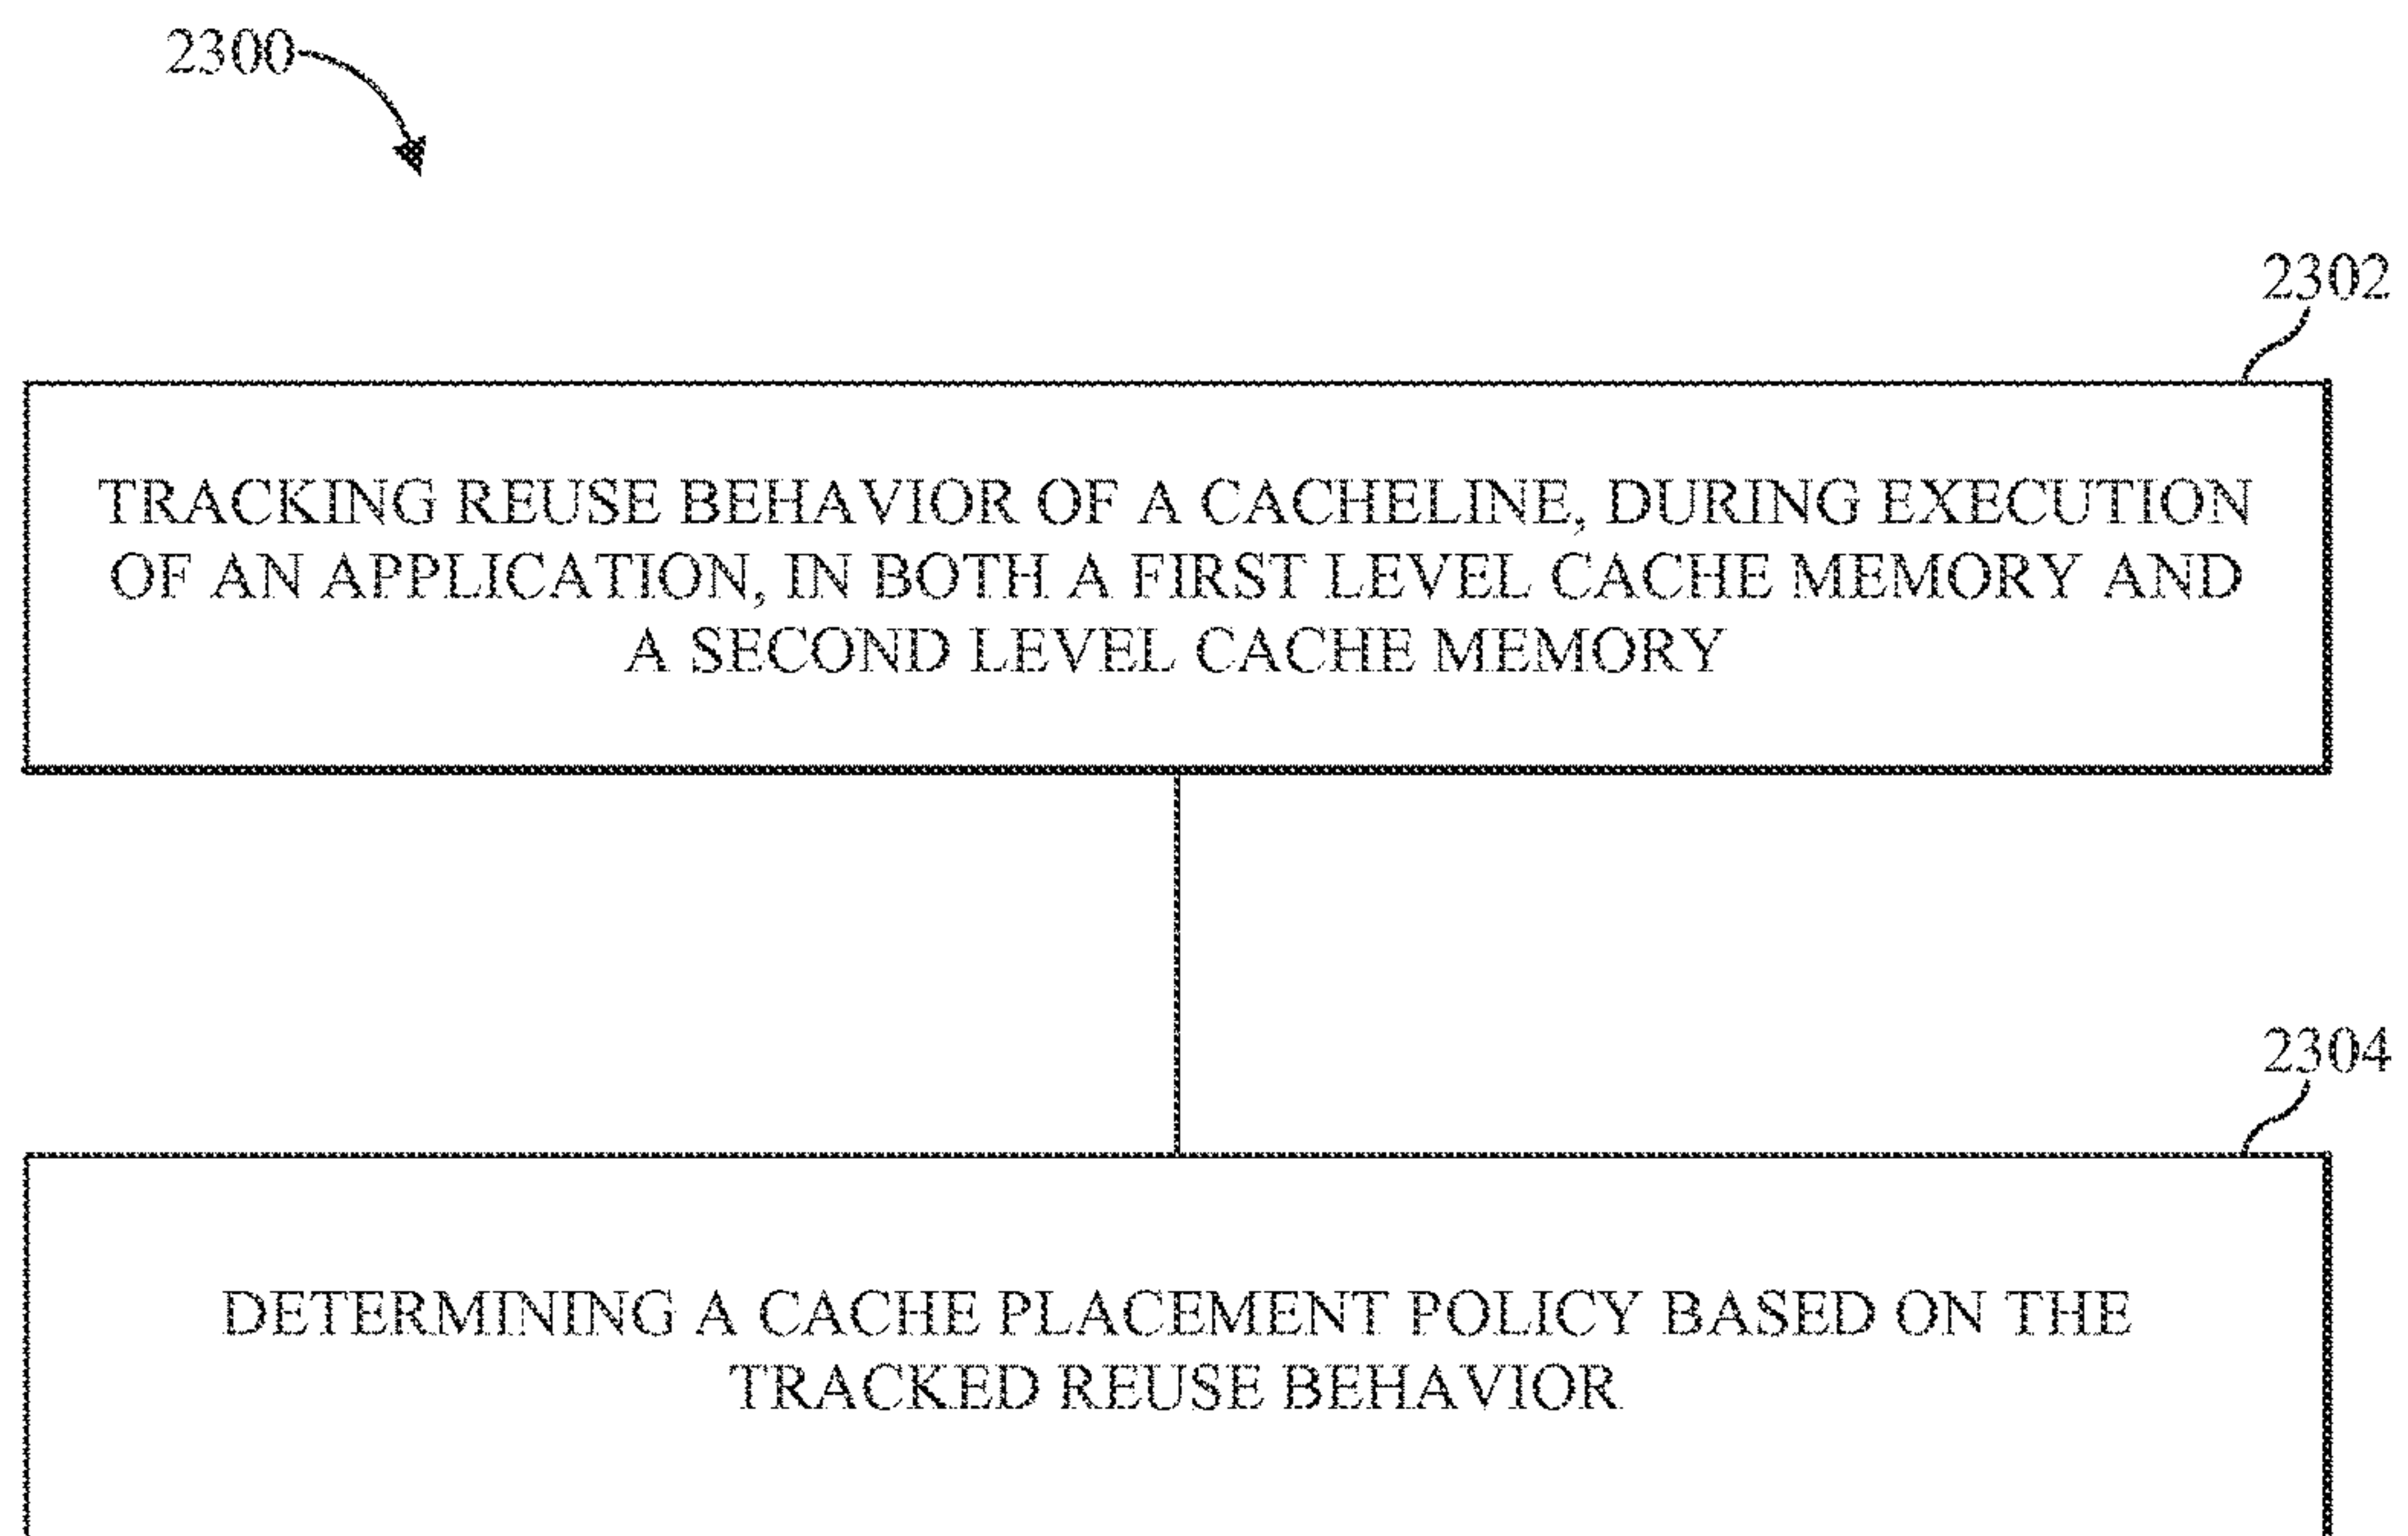 2300
2302
TRACKING REUSE BEHAVIOR OF A CACHELINE, DURING EXECUTION
OF AN APPLICATION, IN BOTH A FIRST LEVEL CACHE MEMORY AND
A SECOND LEVEL CACHE MEMORY
2304
DETERMINING A CACHE PLACEMENT POLICY BASED ON THE
TRACKED REUSE BEHAVIOR